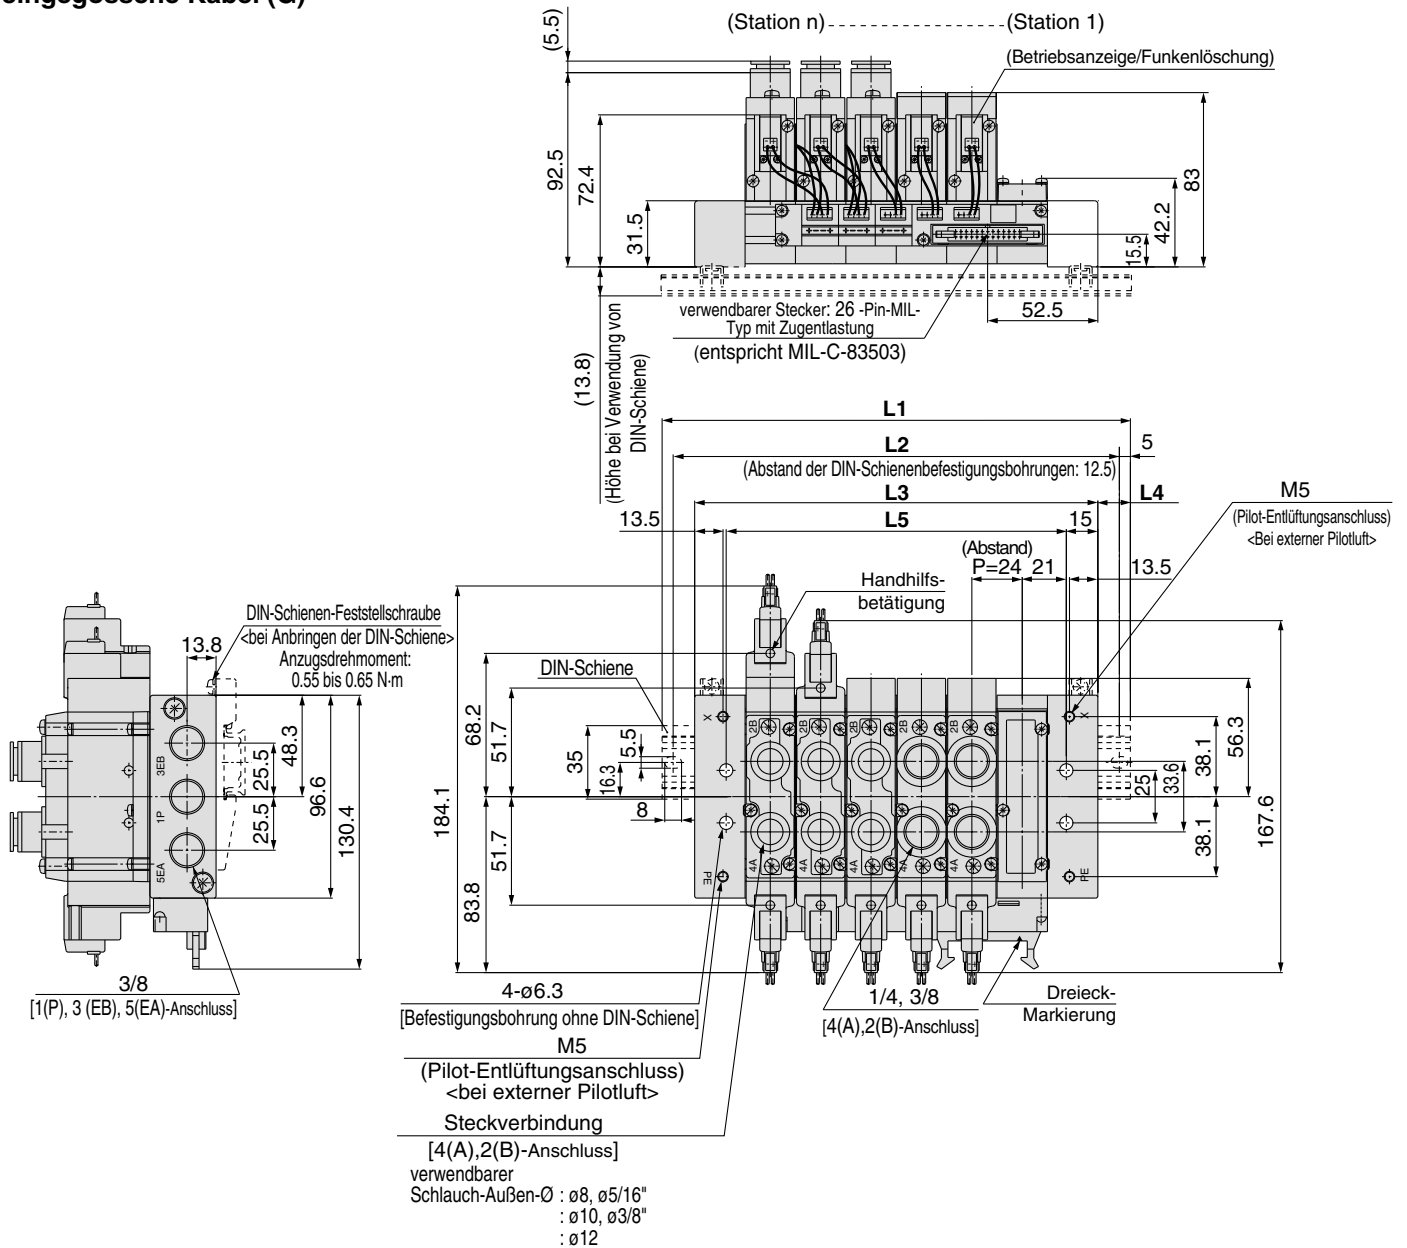 eingegossene Kabel (G)
(Station n)
(Station 1)
(Betriebsanzeige/Funkenlöschung)
(5.5)
92.5
72.4
31.5
83
42.2
15.5
52.5
verwendbarer Stecker: 26 -Pin-MIL-
Typ mit Zugentlastung
(entspricht MIL-C-83503)
(13.8)
(Höhe bei Verwendung von
DIN-Schiene)
L1
L2
5
(Abstand der DIN-Schienenbefestigungsbohrungen: 12.5)
L3
L4
13.5
L5
15
M5
(Pilot-Entlüftungsanschluss)
<Bei externer Pilotluft>
(Abstand)
P=24
21
13.5
Handhilfs-
betätigung
DIN-Schienen-Feststellschraube
<bei Anbringen der DIN-Schiene>
Anzugsdrehmoment:
0.55 bis 0.65 N·m
13.8
DIN-Schiene
48.3
25.5
25.5
96.6
130.4
3EB
1P
5EA
184.1
68.2
51.7
35
5.5
16.3
8
51.7
83.8
X
PE
2B
2B
2B
2B
2B
4A
4A
4A
4A
4A
X
PE
25
33.6
38.1
38.1
56.3
167.6
3/8
[1(P), 3 (EB), 5(EA)-Anschluss]
4-ø6.3
[Befestigungsbohrung ohne DIN-Schiene]
M5
(Pilot-Entlüftungsanschluss)
<bei externer Pilotluft>
Steckverbindung
[4(A),2(B)-Anschluss]
verwendbarer
Schlauch-Außen-Ø : ø8, ø5/16"
: ø10, ø3/8"
: ø12
1/4, 3/8
[4(A),2(B)-Anschluss]
Dreieck-
Markierung